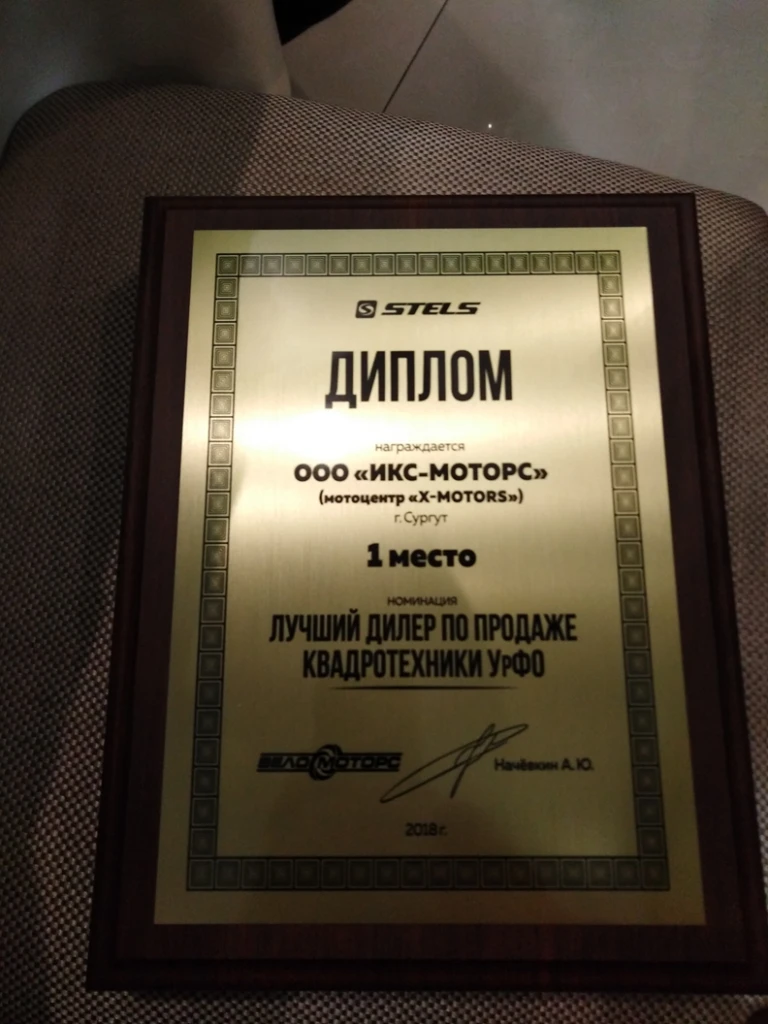 STELS
ДИПЛОМ
награждается
ООО «ИКС-МОТОРС»
(мотоцентр «X-MOTORS»)
г. Сургут
1 место
номинация
ЛУЧШИЙ ДИЛЕР ПО ПРОДАЖЕ
КВАДРОТЕХНИКИ УрФО
ВЕЛОМОТОРС
Начёвкин А. Ю.
2018 г.